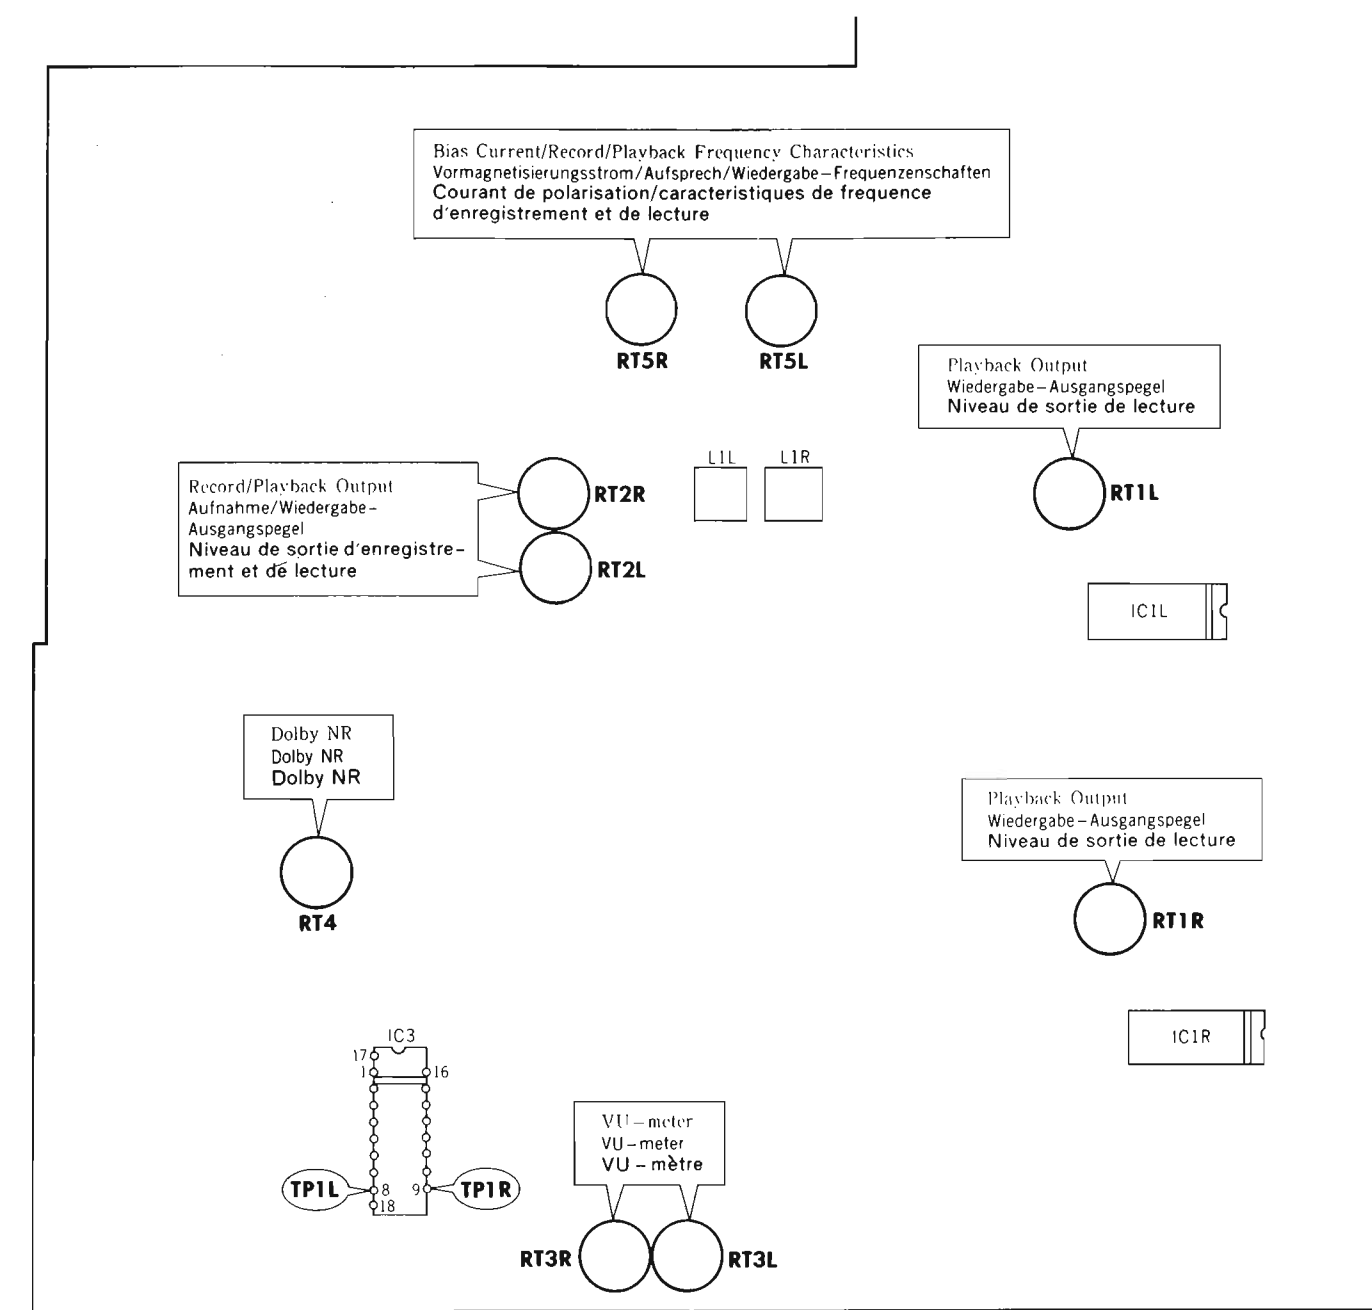 Bias Current/Record/Playback Frequency Characteristics
Vormagnetisierungsstrom/Aufsprech/Wiedergabe–Frequenzenschaften
Courant de polarisation/caracteristiques de frequence
d'enregistrement et de lecture
RT5R
RT5L
Playback Output
Wiedergabe–Ausgangspegel
Niveau de sortie de lecture
RT1L
L1L
L1R
Record/Playback Output
Aufnahme/Wiedergabe–
Ausgangspegel
Niveau de sortie d'enregistre–
ment et de lecture
RT2R
RT2L
IC1L
Dolby NR
Dolby NR
Dolby NR
RT4
Playback Output
Wiedergabe–Ausgangspegel
Niveau de sortie de lecture
RT1R
IC1R
IC3
17
1
16
TP1L
8
9
TP1R
18
VU–meter
VU–meter
VU–mètre
RT3R
RT3L